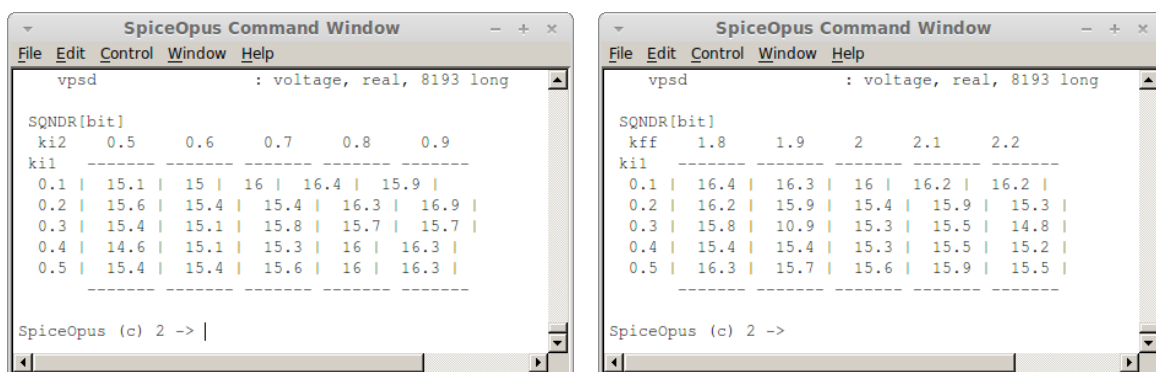 SpiceOpus Command Window
File Edit Control Window Help
vpsd : voltage, real, 8193 long
SQNDR[bit]
ki2 0.5 0.6 0.7 0.8 0.9
ki1 ------- ------- ------- ------- -------
0.1 | 15.1 | 15 | 16 | 16.4 | 15.9 |
0.2 | 15.6 | 15.4 | 15.4 | 16.3 | 16.9 |
0.3 | 15.4 | 15.1 | 15.8 | 15.7 | 15.7 |
0.4 | 14.6 | 15.1 | 15.3 | 16 | 16.3 |
0.5 | 15.4 | 15.4 | 15.6 | 16 | 16.3 |
------- ------- ------- ------- -------
SpiceOpus (c) 2 ->
SpiceOpus Command Window
File Edit Control Window Help
vpsd : voltage, real, 8193 long
SQNDR[bit]
kff 1.8 1.9 2 2.1 2.2
ki1 ------- ------- ------- ------- -------
0.1 | 16.4 | 16.3 | 16 | 16.2 | 16.2 |
0.2 | 16.2 | 15.9 | 15.4 | 15.9 | 15.3 |
0.3 | 15.8 | 10.9 | 15.3 | 15.5 | 14.8 |
0.4 | 15.4 | 15.4 | 15.3 | 15.5 | 15.2 |
0.5 | 16.3 | 15.7 | 15.6 | 15.9 | 15.5 |
------- ------- ------- ------- -------
SpiceOpus (c) 2 ->